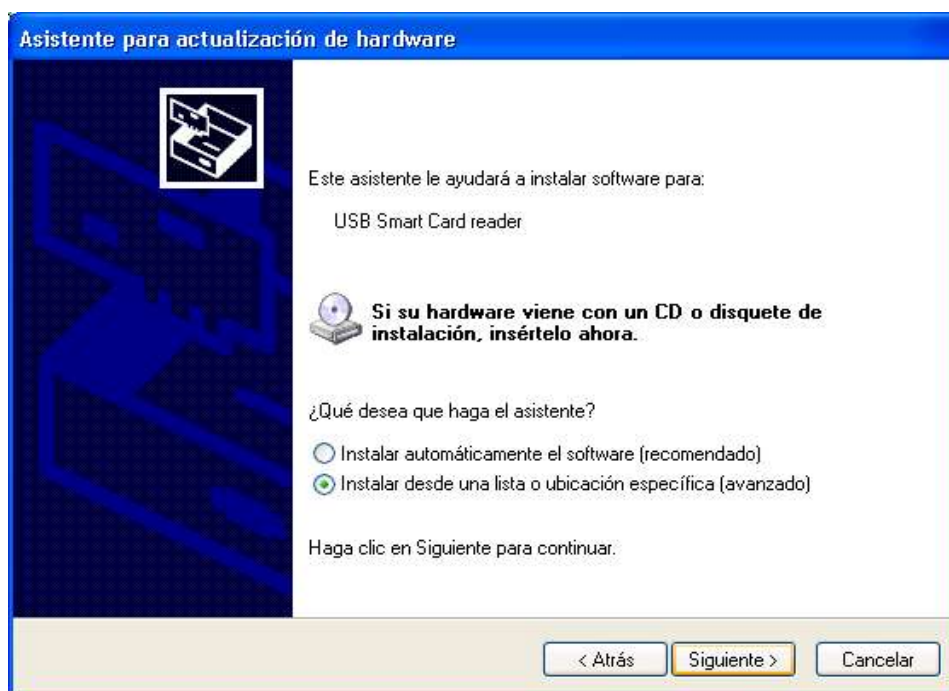 Asistente para actualización de hardware
Este asistente le ayudará a instalar software para:
USB Smart Card reader
Si su hardware viene con un CD o disquete de
instalación, insértelo ahora.
¿Qué desea que haga el asistente?
Instalar automáticamente el software (recomendado)
Instalar desde una lista o ubicación específica (avanzado)
Haga clic en Siguiente para continuar.
< Atrás Siguiente > Cancelar